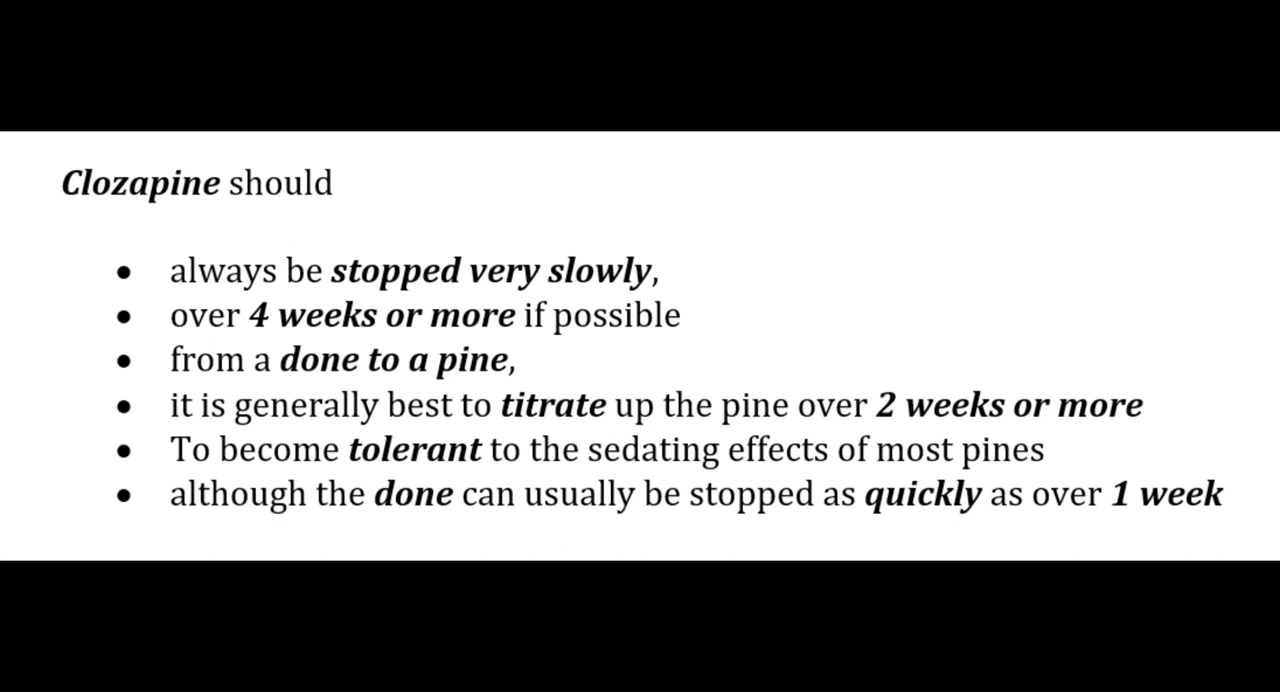 Clozapine should
• always be stopped very slowly,
• over 4 weeks or more if possible
• from a done to a pine,
• it is generally best to titrate up the pine over 2 weeks or more
• To become tolerant to the sedating effects of most pines
• although the done can usually be stopped as quickly as over 1 week